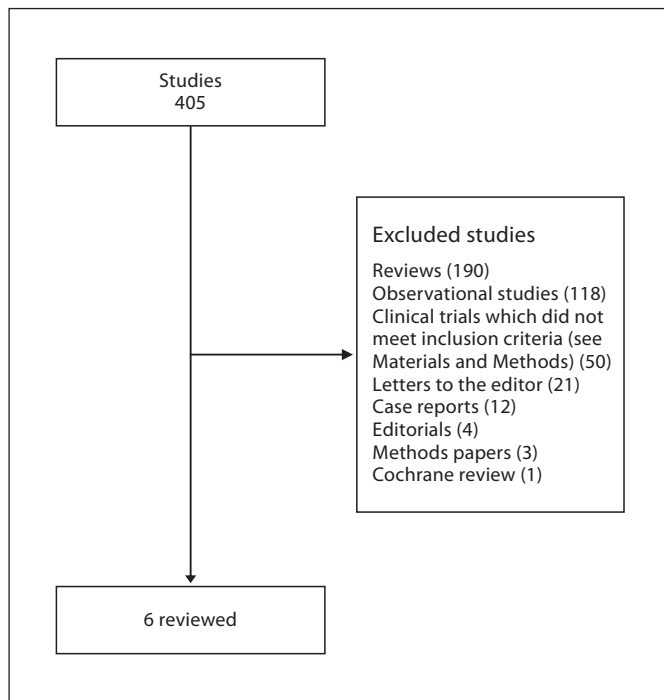 Studies
405
Excluded studies
Reviews (190)
Observational studies (118)
Clinical trials which did not
meet inclusion criteria (see
Materials and Methods) (50)
Letters to the editor (21)
Case reports (12)
Editorials (4)
Methods papers (3)
Cochrane review (1)
6 reviewed